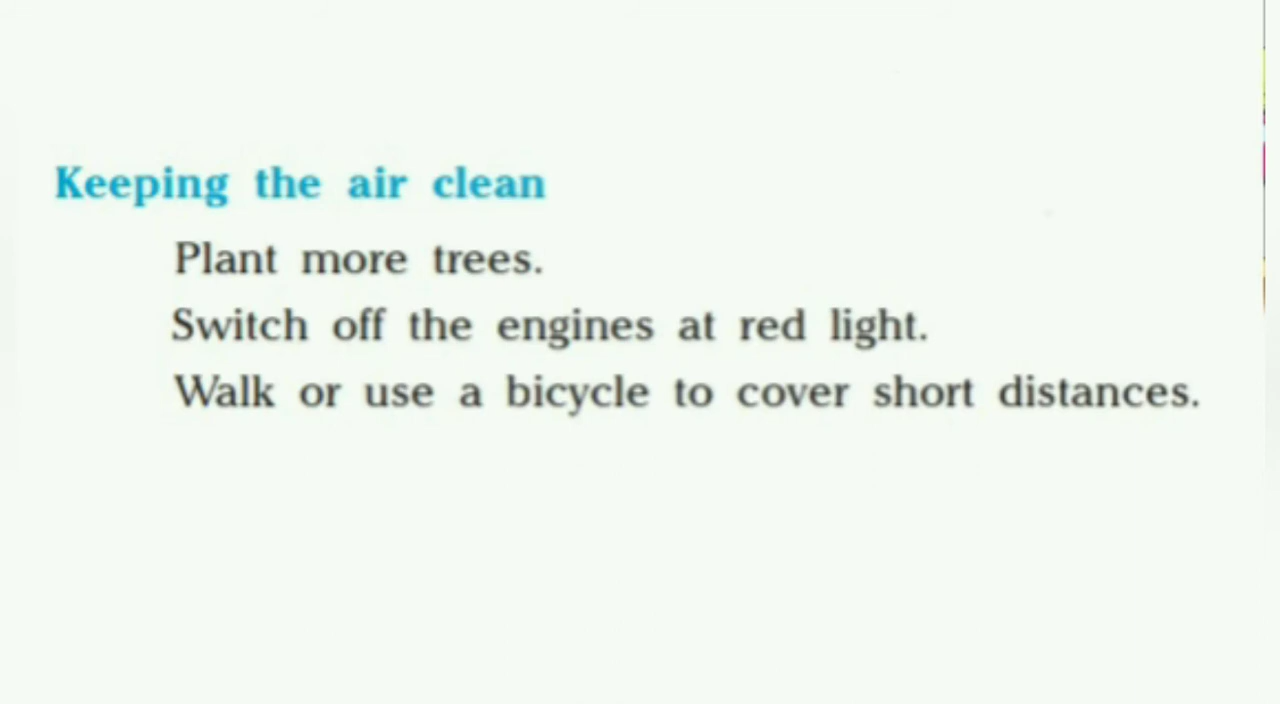 Keeping the air clean
Plant more trees.
Switch off the engines at red light.
Walk or use a bicycle to cover short distances.